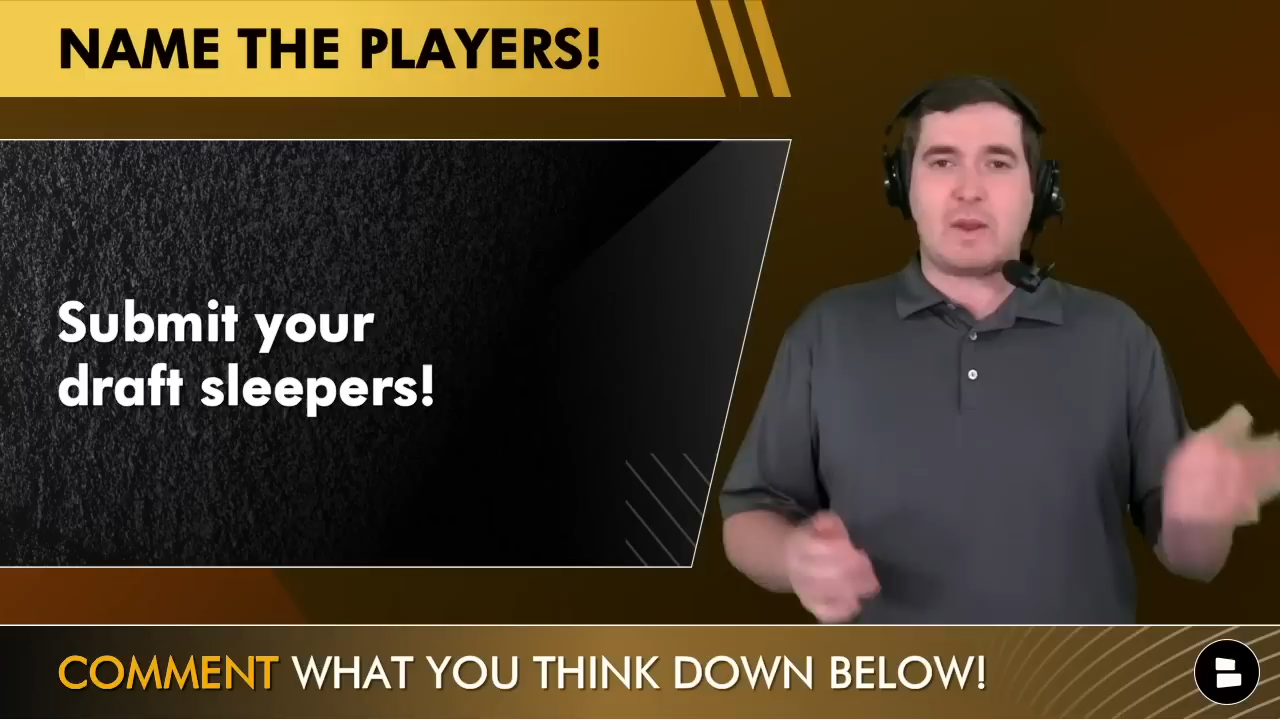 NAME THE PLAYERS!
Submit your
draft sleepers!
COMMENT WHAT YOU THINK DOWN BELOW!